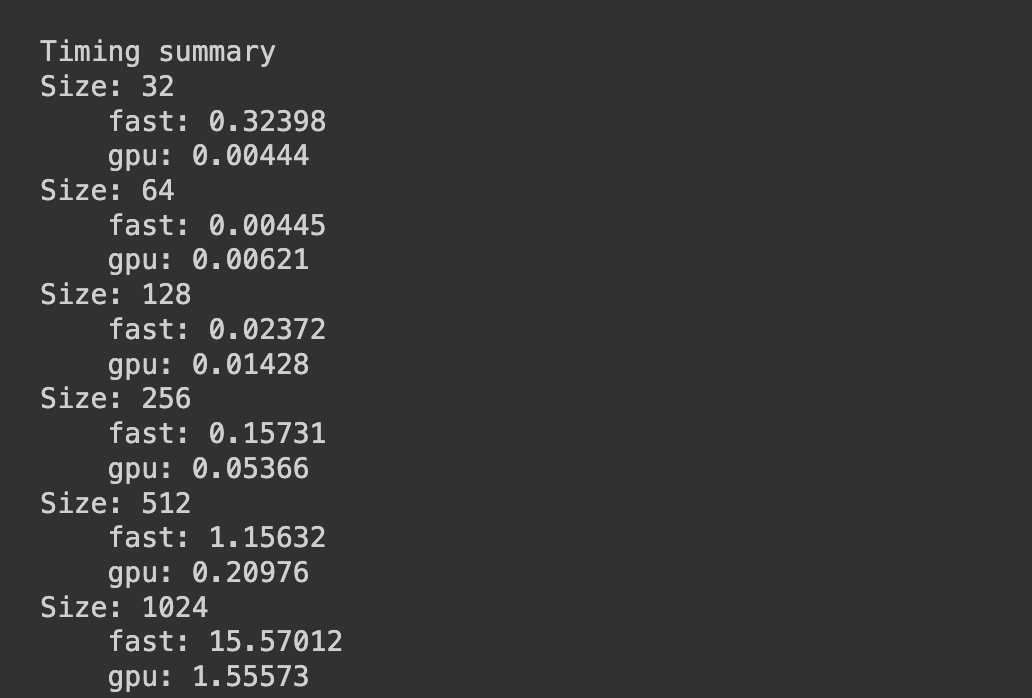 Timing summary
Size: 32
    fast: 0.32398
    gpu: 0.00444
Size: 64
    fast: 0.00445
    gpu: 0.00621
Size: 128
    fast: 0.02372
    gpu: 0.01428
Size: 256
    fast: 0.15731
    gpu: 0.05366
Size: 512
    fast: 1.15632
    gpu: 0.20976
Size: 1024
    fast: 15.57012
    gpu: 1.55573